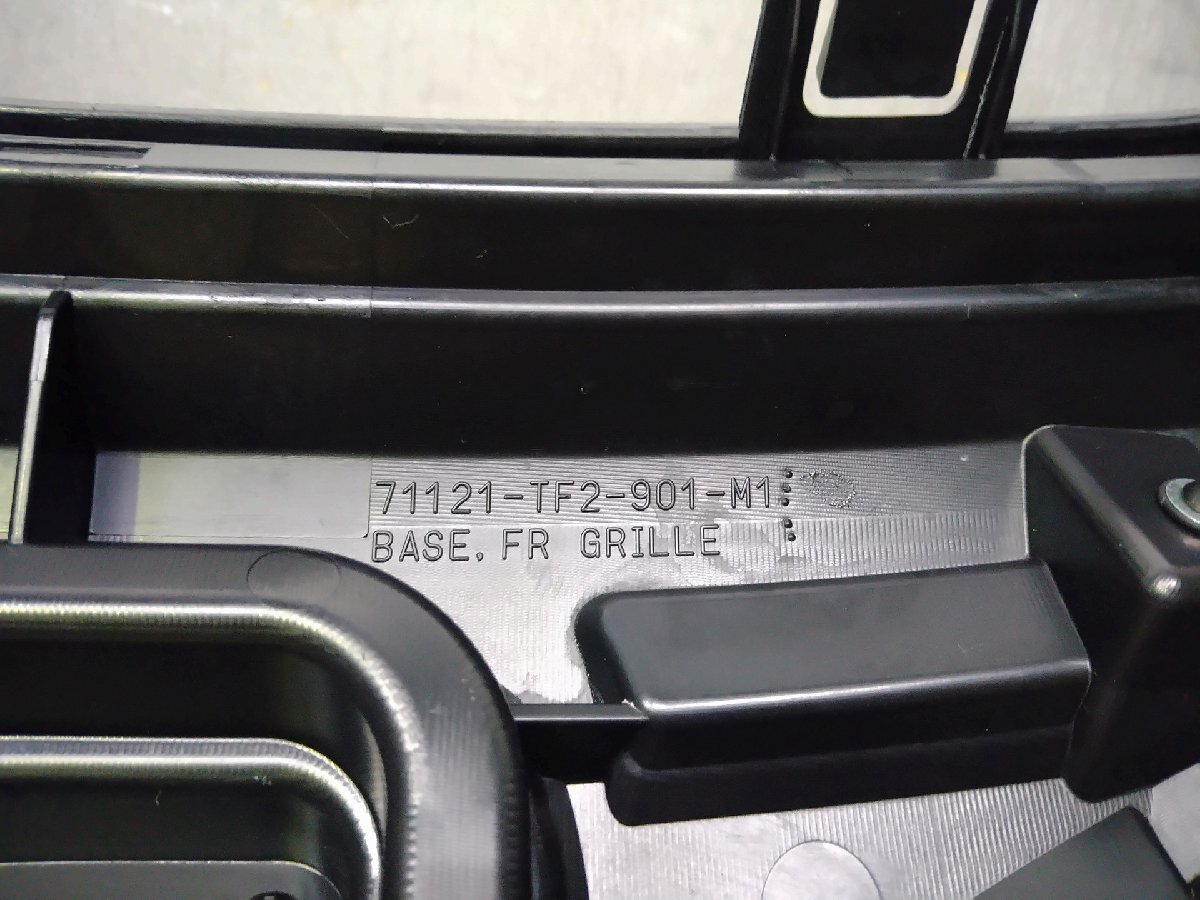 71121-TF2-901-M1
BASE, FR GRILLE